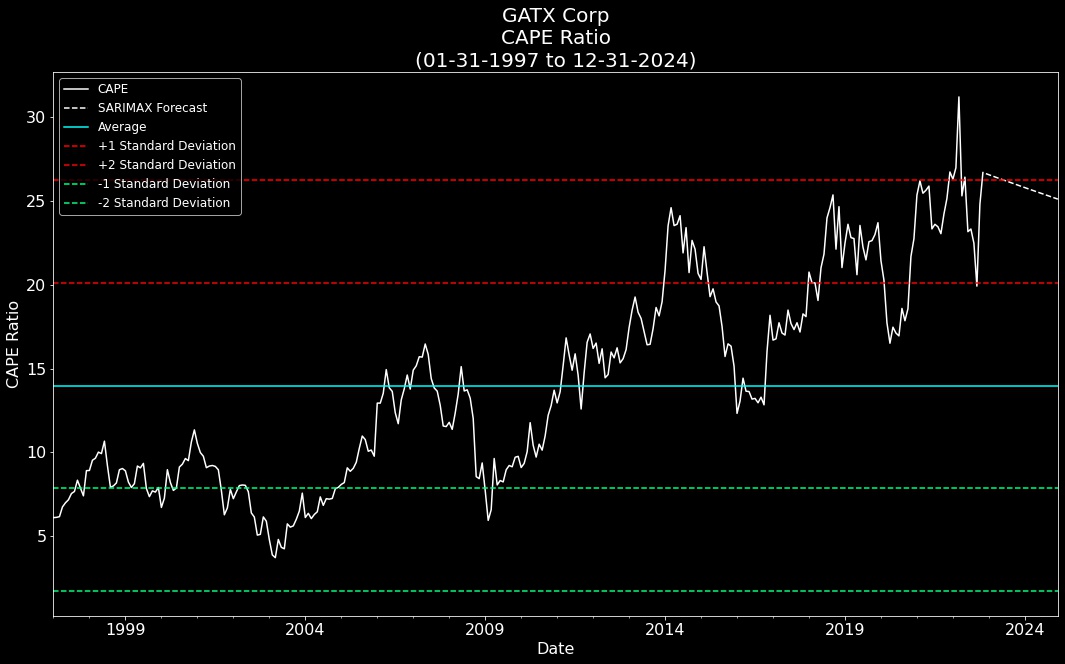 GATX Corp
CAPE Ratio
(01-31-1997 to 12-31-2024)
CAPE
SARIMAX Forecast
Average
+1 Standard Deviation
+2 Standard Deviation
-1 Standard Deviation
-2 Standard Deviation
30
25
20
15
10
5
CAPE Ratio
1999 2004 2009 2014 2019 2024
Date